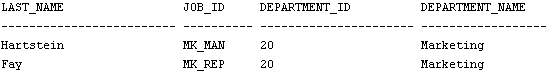 LAST_NAME JOB_ID DEPARTMENT_ID DEPARTMENT_NAME
------------------------- ---------- ---------------------- --------------------
Hartstein MK_MAN 20 Marketing
Fay MK_REP 20 Marketing